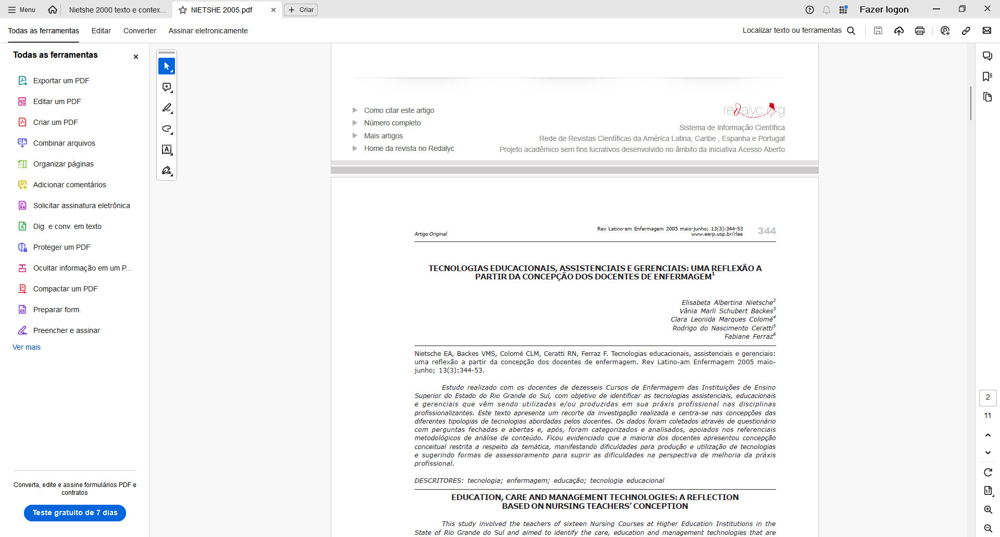 Menu
Nietshe 2000 texto e contex...
NIETSHE 2005.pdf
Criar
Fazer logon
Todas as ferramentas
Editar
Converter
Assinar eletronicamente
Localizar texto ou ferramentas
Todas as ferramentas
Exportar um PDF
Editar um PDF
Criar um PDF
Combinar arquivos
Organizar páginas
Adicionar comentários
Solicitar assinatura eletrônica
Dig. e conv. em texto
Proteger um PDF
Ocultar informação em um P...
Compactar um PDF
Preparar form.
Preencher e assinar
Ver mais
Converta, edite e assine formulários PDF e
contratos
Teste gratuito de 7 dias
Como citar este artigo
Número completo
Mais artigos
Home da revista no Redalyc
redalyc.org
Sistema de Informação Científica
Rede de Revistas Científicas da América Latina, Caribe , Espanha e Portugal
Projeto acadêmico sem fins lucrativos desenvolvido no âmbito da iniciativa Acesso Aberto
Artigo Original
Rev Latino-am Enfermagem 2005 maio-junho; 13(3):344-53
www.eerp.usp.br/rlae
344
TECNOLOGIAS EDUCACIONAIS, ASSISTENCIAIS E GERENCIAIS: UMA REFLEXÃO A
PARTIR DA CONCEPÇÃO DOS DOCENTES DE ENFERMAGEM1
Elisabeta Albertina Nietsche2
Vânia Marli Schubert Backes3
Clara Leonida Marques Colomé4
Rodrigo do Nascimento Ceratti5
Fabiane Ferraz6
Nietsche EA, Backes VMS, Colomé CLM, Ceratti RN, Ferraz F. Tecnologias educacionais, assistenciais e gerenciais:
uma reflexão a partir da concepção dos docentes de enfermagem. Rev Latino-am Enfermagem 2005 maio-
junho; 13(3):344-53.
Estudo realizado com os docentes de dezesseis Cursos de Enfermagem das Instituições de Ensino
Superior do Estado do Rio Grande do Sul, com objetivo de identificar as tecnologias assistenciais, educacionais
e gerenciais que vêm sendo utilizadas e/ou produzidas em sua práxis profissional nas disciplinas
profissionalizantes. Este texto apresenta um recorte da investigação realizada e centra-se nas concepções das
diferentes tipologias de tecnologias abordadas pelos docentes. Os dados foram coletados através de questionário
com perguntas fechadas e abertas e, após, foram categorizados e analisados, apoiados nos referenciais
metodológicos de análise de conteúdo. Ficou evidenciado que a maioria dos docentes apresentou concepção
conceitual restrita a respeito da temática, manifestando dificuldades para produção e utilização de tecnologias
e sugerindo formas de assessoramento para suprir as dificuldades na perspectiva de melhoria da práxis
profissional.
DESCRITORES: tecnologia; enfermagem; educação; tecnologia educacional
EDUCATION, CARE AND MANAGEMENT TECHNOLOGIES: A REFLECTION
BASED ON NURSING TEACHERS’ CONCEPTION
This study involved the teachers of sixteen Nursing Courses at Higher Education Institutions in the
State of Rio Grande do Sul and aimed to identify the care, education and management technologies that are
2
11